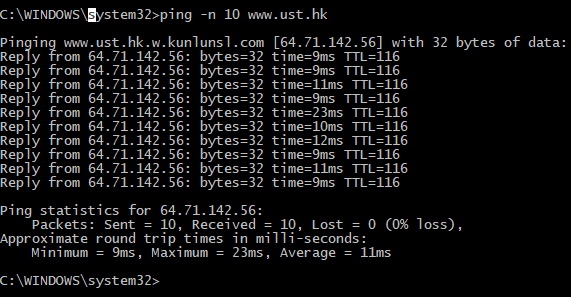 C:\WINDOWS\system32>ping -n 10 www.ust.hk
Pinging www.ust.hk.w.kunlunsl.com [64.71.142.56] with 32 bytes of data:
Reply from 64.71.142.56: bytes=32 time=9ms TTL=116
Reply from 64.71.142.56: bytes=32 time=9ms TTL=116
Reply from 64.71.142.56: bytes=32 time=11ms TTL=116
Reply from 64.71.142.56: bytes=32 time=9ms TTL=116
Reply from 64.71.142.56: bytes=32 time=23ms TTL=116
Reply from 64.71.142.56: bytes=32 time=10ms TTL=116
Reply from 64.71.142.56: bytes=32 time=12ms TTL=116
Reply from 64.71.142.56: bytes=32 time=9ms TTL=116
Reply from 64.71.142.56: bytes=32 time=11ms TTL=116
Reply from 64.71.142.56: bytes=32 time=9ms TTL=116
Ping statistics for 64.71.142.56:
Packets: Sent = 10, Received = 10, Lost = 0 (0% loss),
Approximate round trip times in milli-seconds:
Minimum = 9ms, Maximum = 23ms, Average = 11ms
C:\WINDOWS\system32>